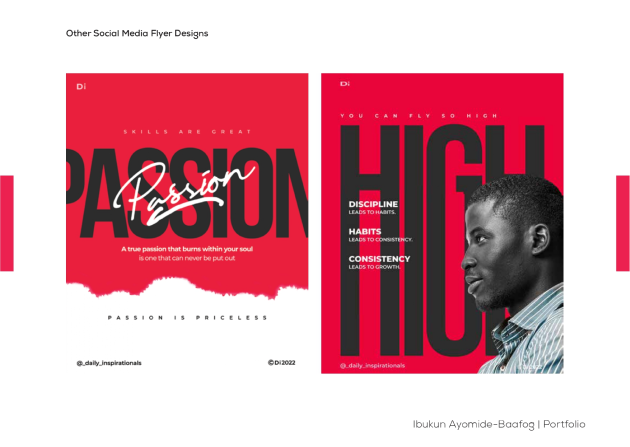 Other Social Media Flyer Designs
Di
SKILLS ARE GREAT
PASSION
Passion
A true passion that burns within your soul
is one that can never be put out
PASSION IS PRICELESS
@_daily_inspirationals
©Di2022
Di
YOU CAN FLY SO HIGH
HIGH
DISCIPLINE
LEADS TO HABITS.
HABITS
LEADS TO CONSISTENCY.
CONSISTENCY
LEADS TO GROWTH.
@_daily_inspirationals
Ibukun Ayomide-Baafog | Portfolio